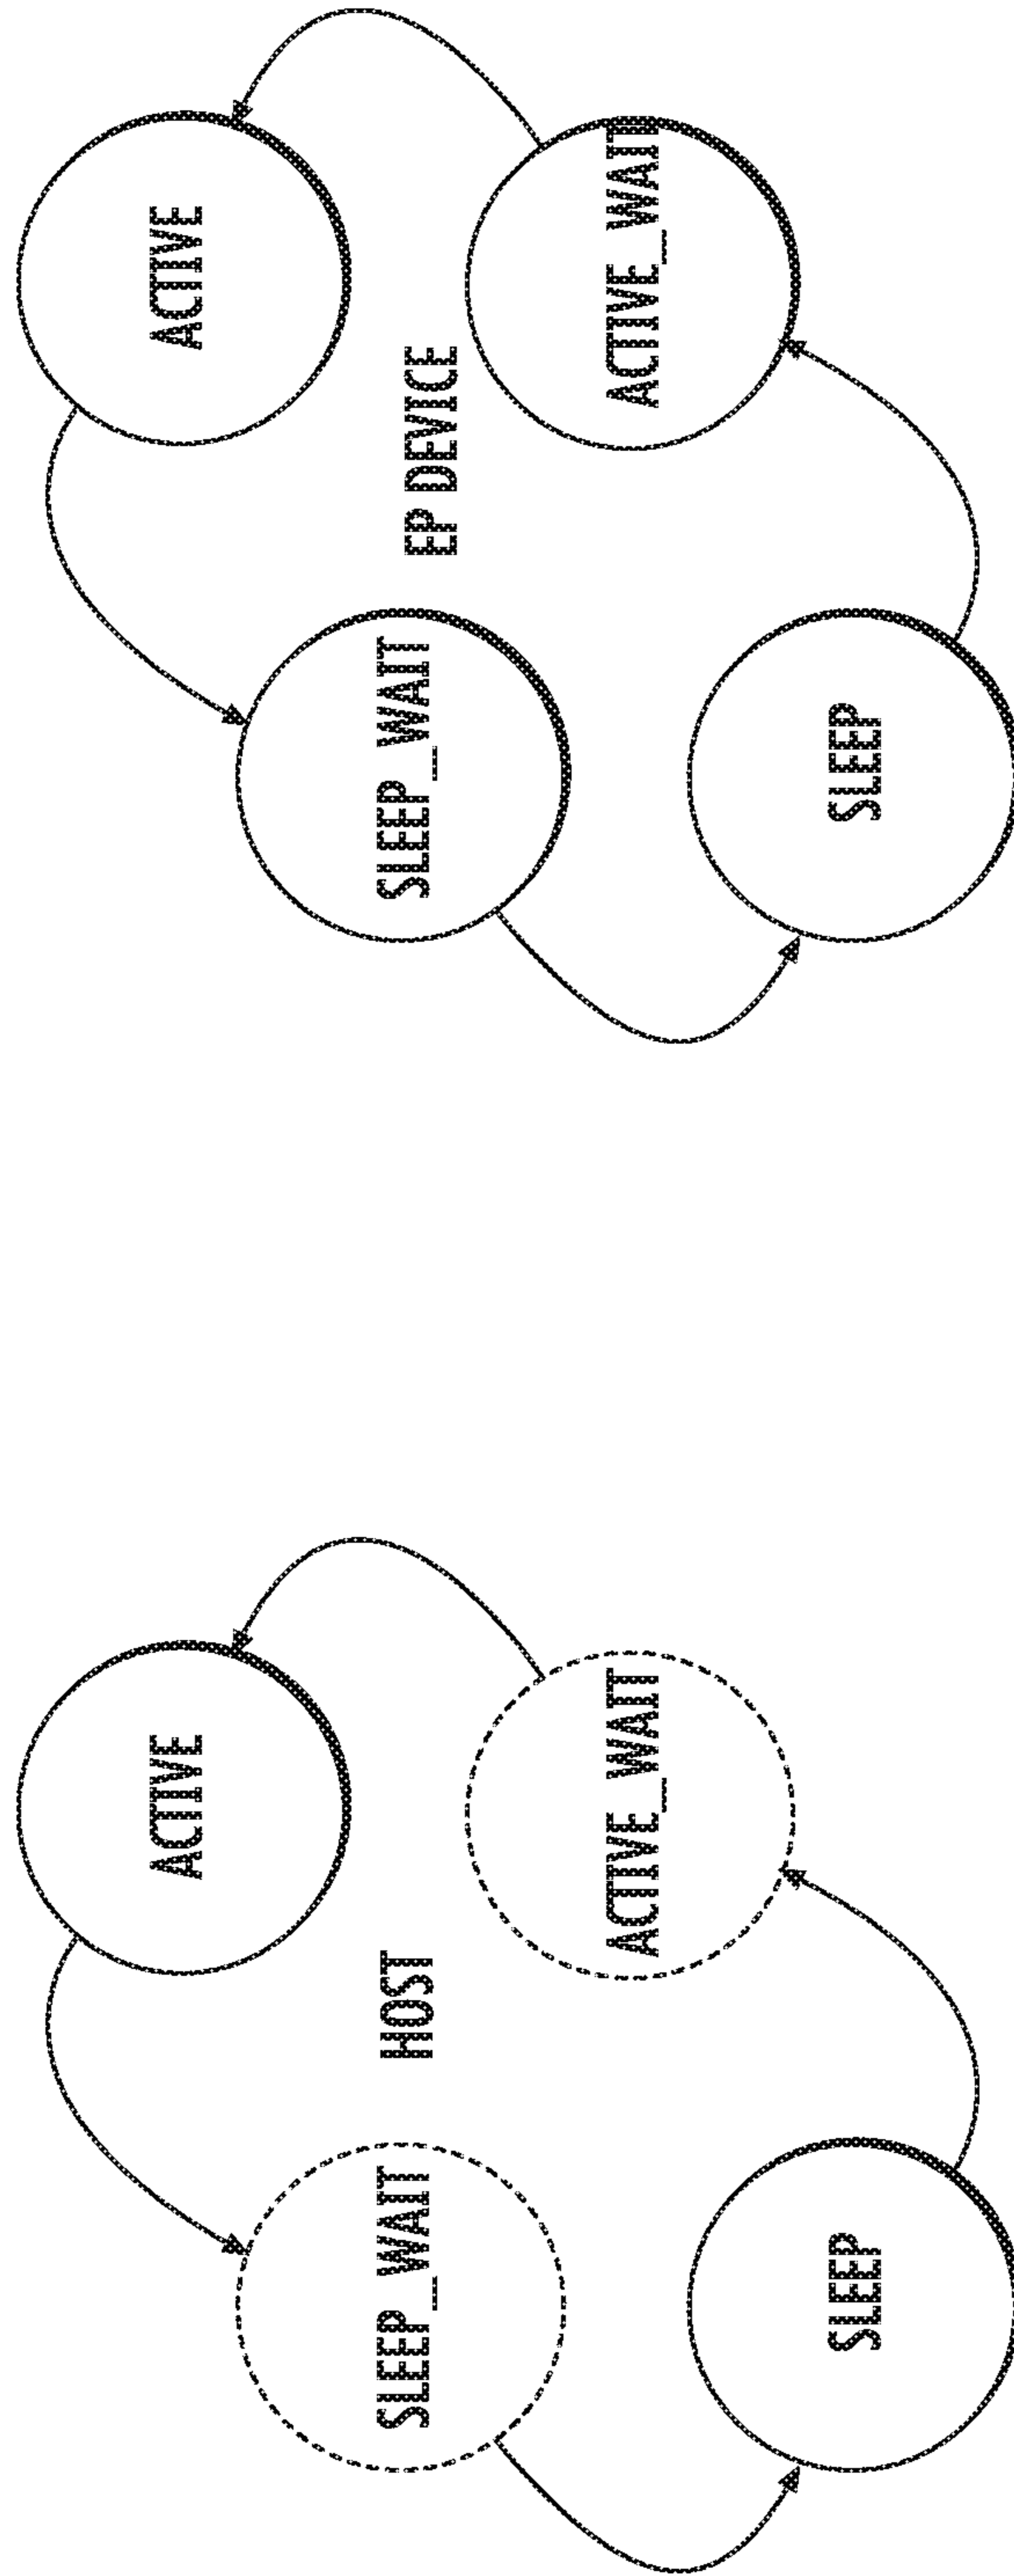 ACTIVE
SLEEP_WAIT
HOST
ACTIVE_WAIT
SLEEP
ACTIVE
SLEEP_WAIT
EP DEVICE
ACTIVE_WAIT
SLEEP